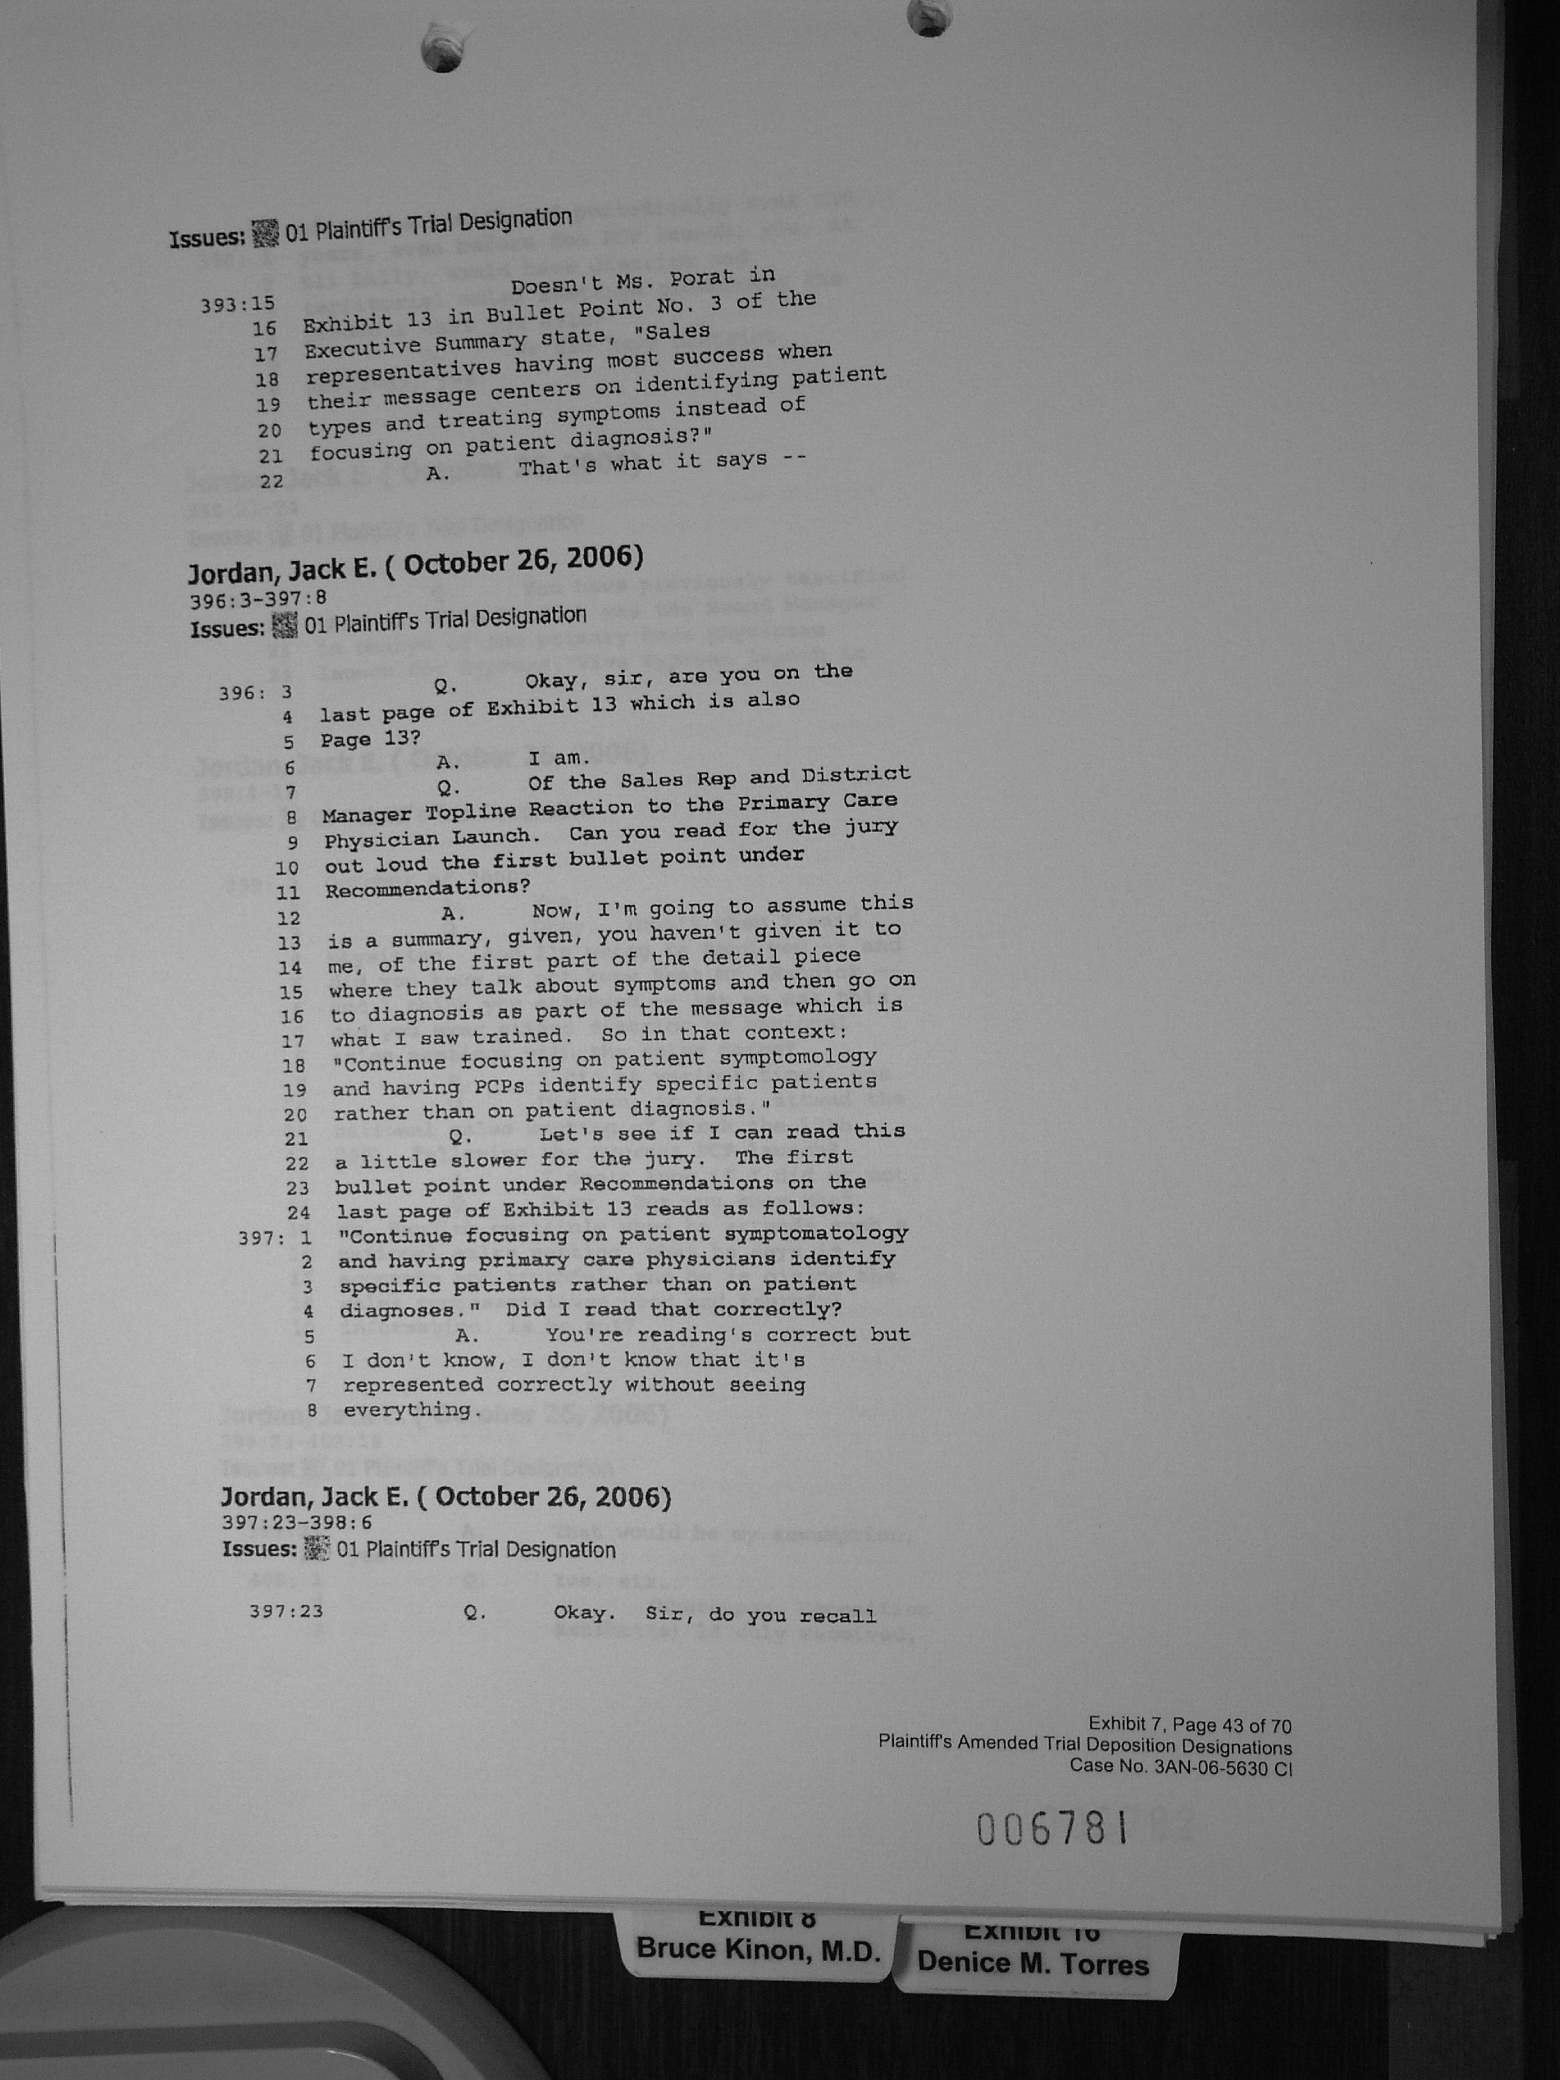 Issues: 01 Plaintiff's Trial Designation
393:15 Doesn't Ms. Porat in
16 Exhibit 13 in Bullet Point No. 3 of the
17 Executive Summary state, "Sales
18 representatives having most success when
19 their message centers on identifying patient
20 types and treating symptoms instead of
21 focusing on patient diagnosis?"
22 A. That's what it says --
Jordan, Jack E. ( October 26, 2006)
396:3-397:8
Issues: 01 Plaintiff's Trial Designation
396: 3 Q. Okay, sir, are you on the
4 last page of Exhibit 13 which is also
5 Page 13?
6 A. I am.
7 Q. Of the Sales Rep and District
8 Manager Topline Reaction to the Primary Care
9 Physician Launch. Can you read for the jury
10 out loud the first bullet point under
11 Recommendations?
12 A. Now, I'm going to assume this
13 is a summary, given, you haven't given it to
14 me, of the first part of the detail piece
15 where they talk about symptoms and then go on
16 to diagnosis as part of the message which is
17 what I saw trained. So in that context:
18 "Continue focusing on patient symptomology
19 and having PCPs identify specific patients
20 rather than on patient diagnosis."
21 Q. Let's see if I can read this
22 a little slower for the jury. The first
23 bullet point under Recommendations on the
24 last page of Exhibit 13 reads as follows:
397: 1 "Continue focusing on patient symptomatology
2 and having primary care physicians identify
3 specific patients rather than on patient
4 diagnoses." Did I read that correctly?
5 A. You're reading's correct but
6 I don't know, I don't know that it's
7 represented correctly without seeing
8 everything.
Jordan, Jack E. ( October 26, 2006)
397:23-398:6
Issues: 01 Plaintiff's Trial Designation
397:23 Q. Okay. Sir, do you recall
Exhibit 7, Page 43 of 70
Plaintiff's Amended Trial Deposition Designations
Case No. 3AN-06-5630 CI
006781
Exhibit 8
Bruce Kinon, M.D.
Exhibit 16
Denice M. Torres